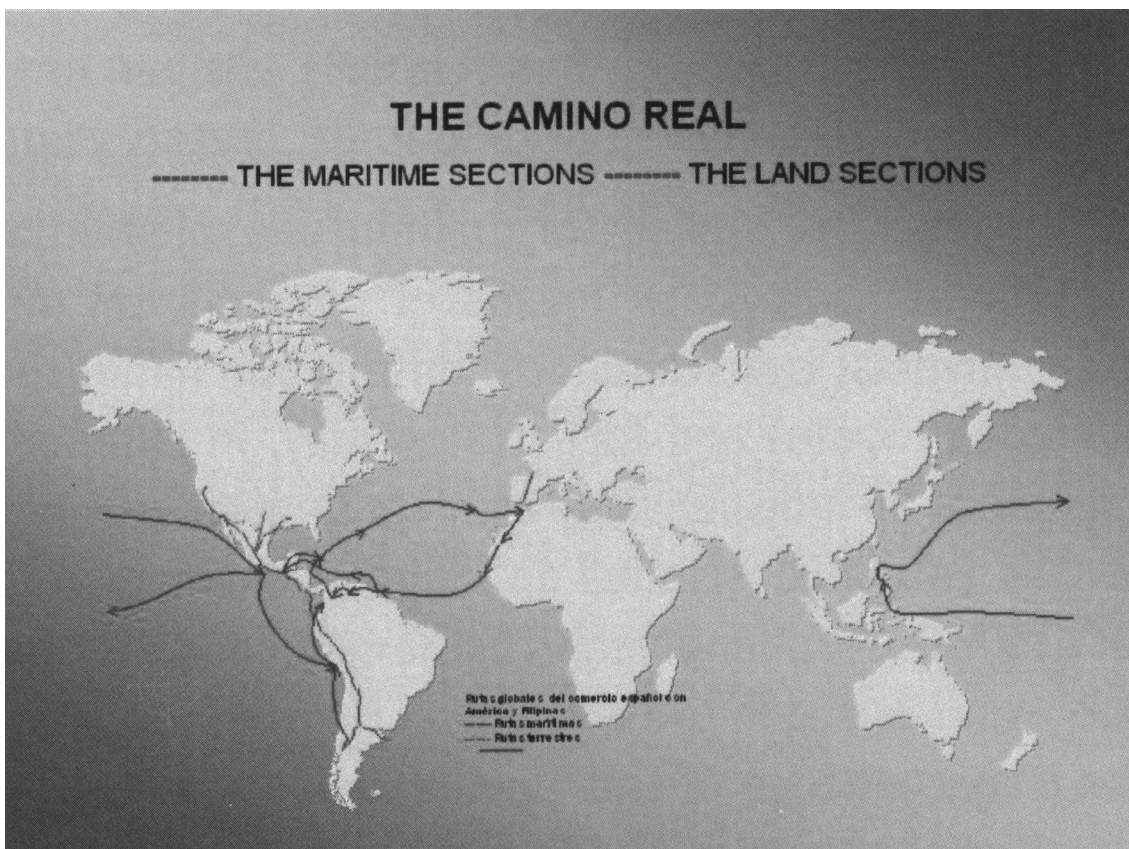 THE CAMINO REAL
-------- THE MARITIME SECTIONS -------- THE LAND SECTIONS
Rutas globales del comercio español con
América y Filipinas
Rutas marítimas
Rutas terrestres